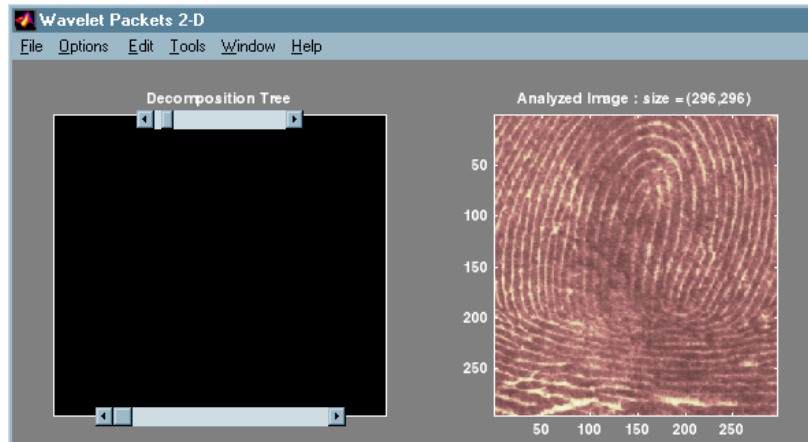 Wavelet Packets 2-D
File Options Edit Tools Window Help
Decomposition Tree
Analyzed Image : size = (296,296)
50
100
150
200
250
50 100 150 200 250